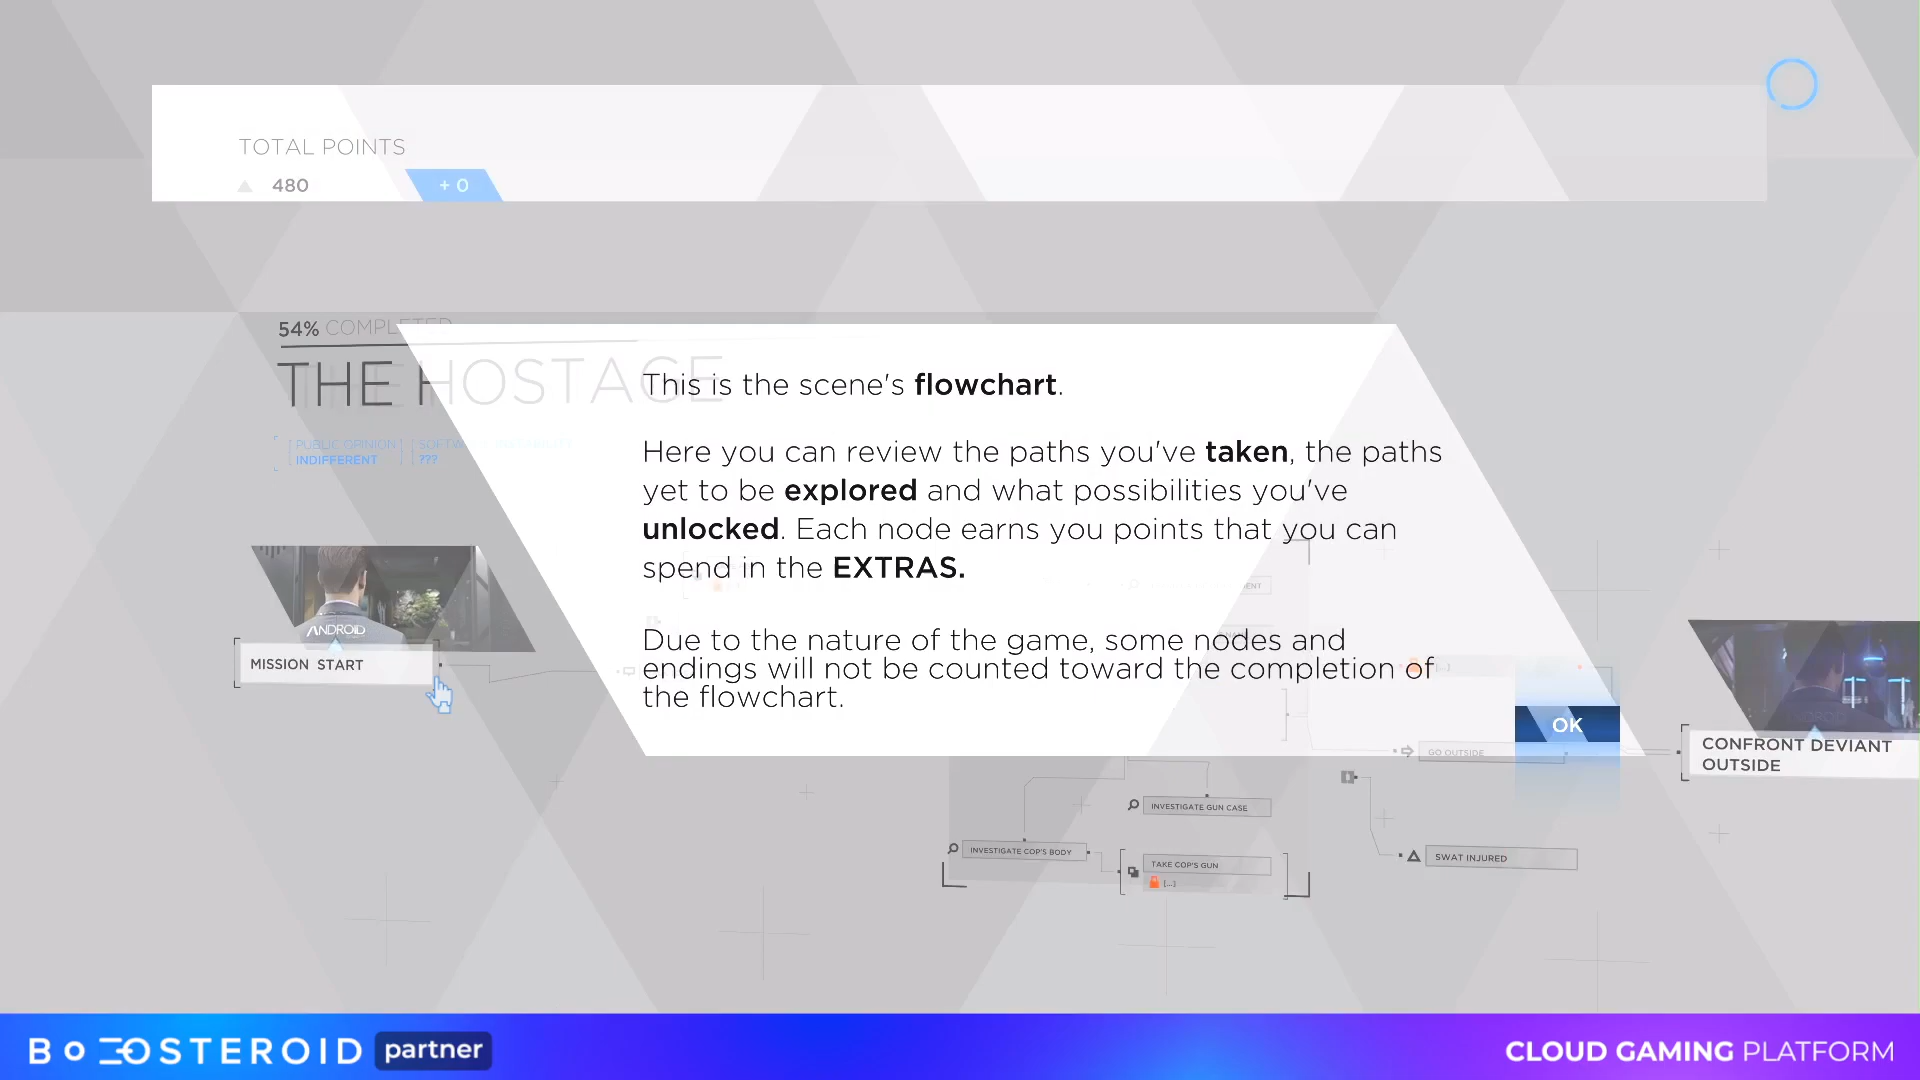 TOTAL POINTS
480
+ 0
54% COMPLETED
THE HOSTAGE
PUBLIC OPINION
INDIFFERENT
???
This is the scene's flowchart.
Here you can review the paths you've taken, the paths
yet to be explored and what possibilities you've
unlocked. Each node earns you points that you can
spend in the EXTRAS.
Due to the nature of the game, some nodes and
endings will not be counted toward the completion of
the flowchart.
OK
ANDROID
MISSION START
[...]
GO OUTSIDE
CONFRONT DEVIANT
OUTSIDE
INVESTIGATE GUN CASE
INVESTIGATE COP'S BODY
TAKE COP'S GUN
[...]
SWAT INJURED
BOOSTEROID partner
CLOUD GAMING PLATFORM